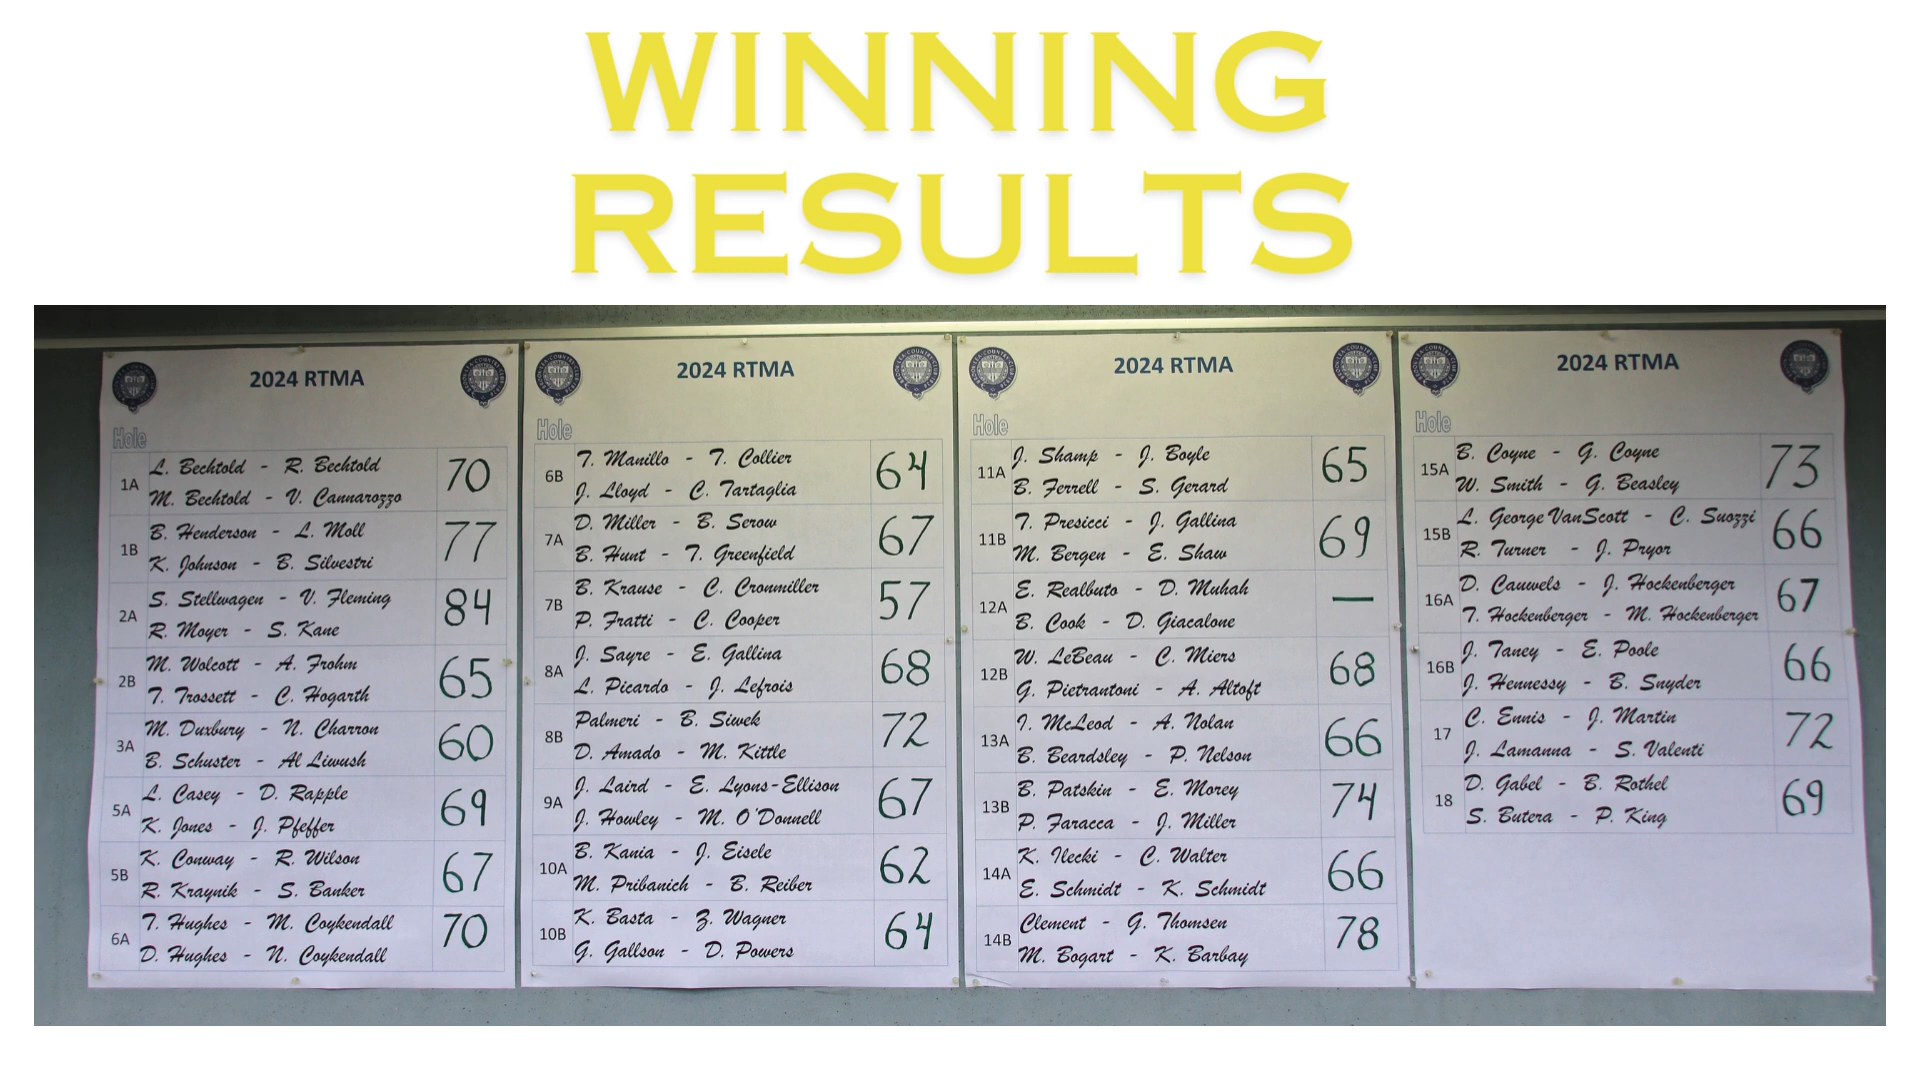 WINNING
RESULTS
2024 RTMA
Hole
1A L. Bechtold - R. Bechtold 70
M. Bechtold - V. Cannarozzo
1B B. Henderson - L. Moll 77
K. Johnson - B. Silvestri
2A S. Stellwagen - V. Fleming 84
R. Moyer - S. Kane
2B M. Wolcott - A. Frohm 65
T. Trossett - C. Hogarth
3A M. Duxbury - N. Charron 60
B. Schuster - Al Liwush
5A L. Casey - D. Rapple 69
K. Jones - J. Pfeffer
5B K. Conway - R. Wilson 67
R. Kraynik - S. Banker
6A T. Hughes - M. Coykendall 70
D. Hughes - N. Coykendall
2024 RTMA
Hole
6B T. Manillo - T. Collier 64
J. Lloyd - C. Tartaglia
7A D. Miller - B. Serow 67
B. Hunt - T. Greenfield
7B B. Krause - C. Cronmiller 57
P. Fratti - C. Cooper
8A J. Sayre - E. Gallina 68
L. Picardo - J. Lefrois
8B Palmeri - B. Siwek 72
D. Amado - M. Kittle
9A J. Laird - E. Lyons-Ellison 67
J. Howley - M. O'Donnell
10A B. Kania - J. Eisele 62
M. Pribanich - B. Reiber
10B K. Basta - Z. Wagner 64
G. Gallson - D. Powers
2024 RTMA
Hole
11A J. Shamp - J. Boyle 65
B. Ferrell - S. Gerard
11B T. Presicci - J. Gallina 69
M. Bergen - E. Shaw
12A E. Realbuto - D. Muhah —
B. Cook - D. Giacalone
12B W. LeBeau - C. Miers 68
G. Pietrantoni - A. Altoft
13A I. McLeod - A. Nolan 66
B. Beardsley - P. Nelson
13B B. Patskin - E. Morey 74
P. Faracca - J. Miller
14A K. Ilecki - C. Walter 66
E. Schmidt - K. Schmidt
14B Clement - G. Thomsen 78
M. Bogart - K. Barbay
2024 RTMA
Hole
15A B. Coyne - G. Coyne 73
W. Smith - G. Beasley
15B L. George VanScott - C. Suozzi 66
R. Turner - J. Pryor
16A D. Cauwels - J. Hockenberger 67
T. Hockenberger - M. Hockenberger
16B J. Taney - E. Poole 66
J. Hennessy - B. Snyder
17 C. Ennis - J. Martin 72
J. Lamanna - S. Valenti
18 D. Gabel - B. Rothel 69
S. Butera - P. King